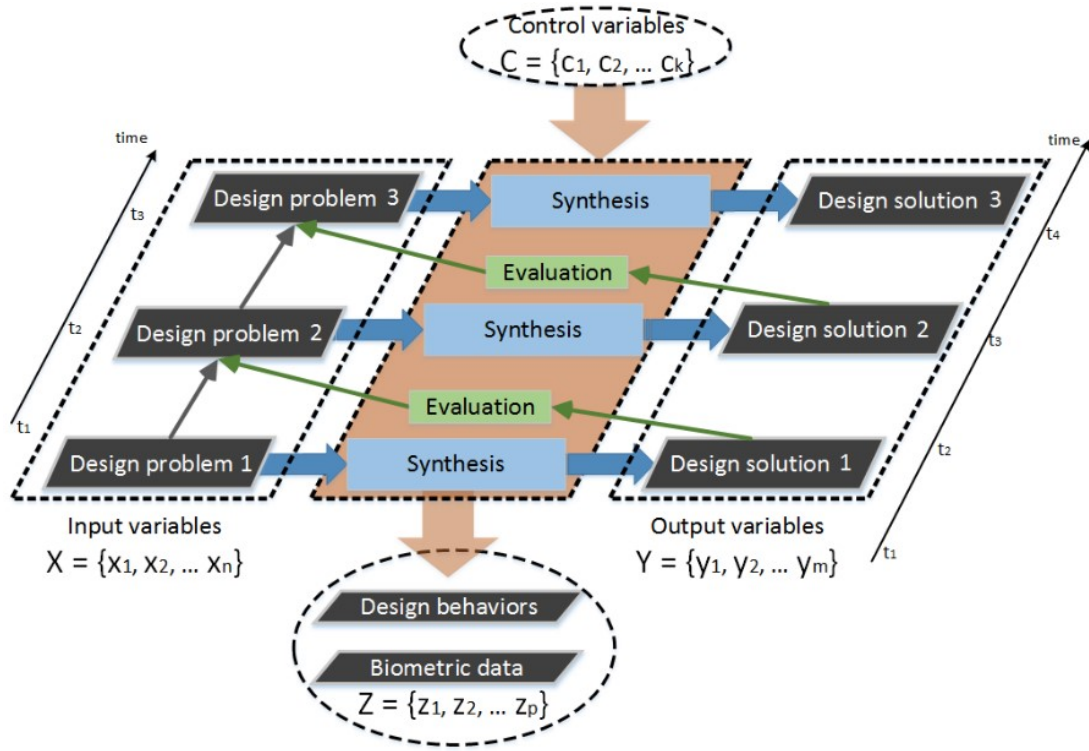 Control variables
C = {c₁, c₂, ... cₖ}
time
time
Design problem 3
Synthesis
Design solution 3
t₃
t₄
Evaluation
Design problem 2
Synthesis
Design solution 2
t₂
t₃
Evaluation
t₁
Design problem 1
Synthesis
Design solution 1
t₂
Input variables
X = {x₁, x₂, ... xₙ}
Output variables
Y = {y₁, y₂, ... yₘ}
t₁
Design behaviors
Biometric data
Z = {z₁, z₂, ... zₚ}